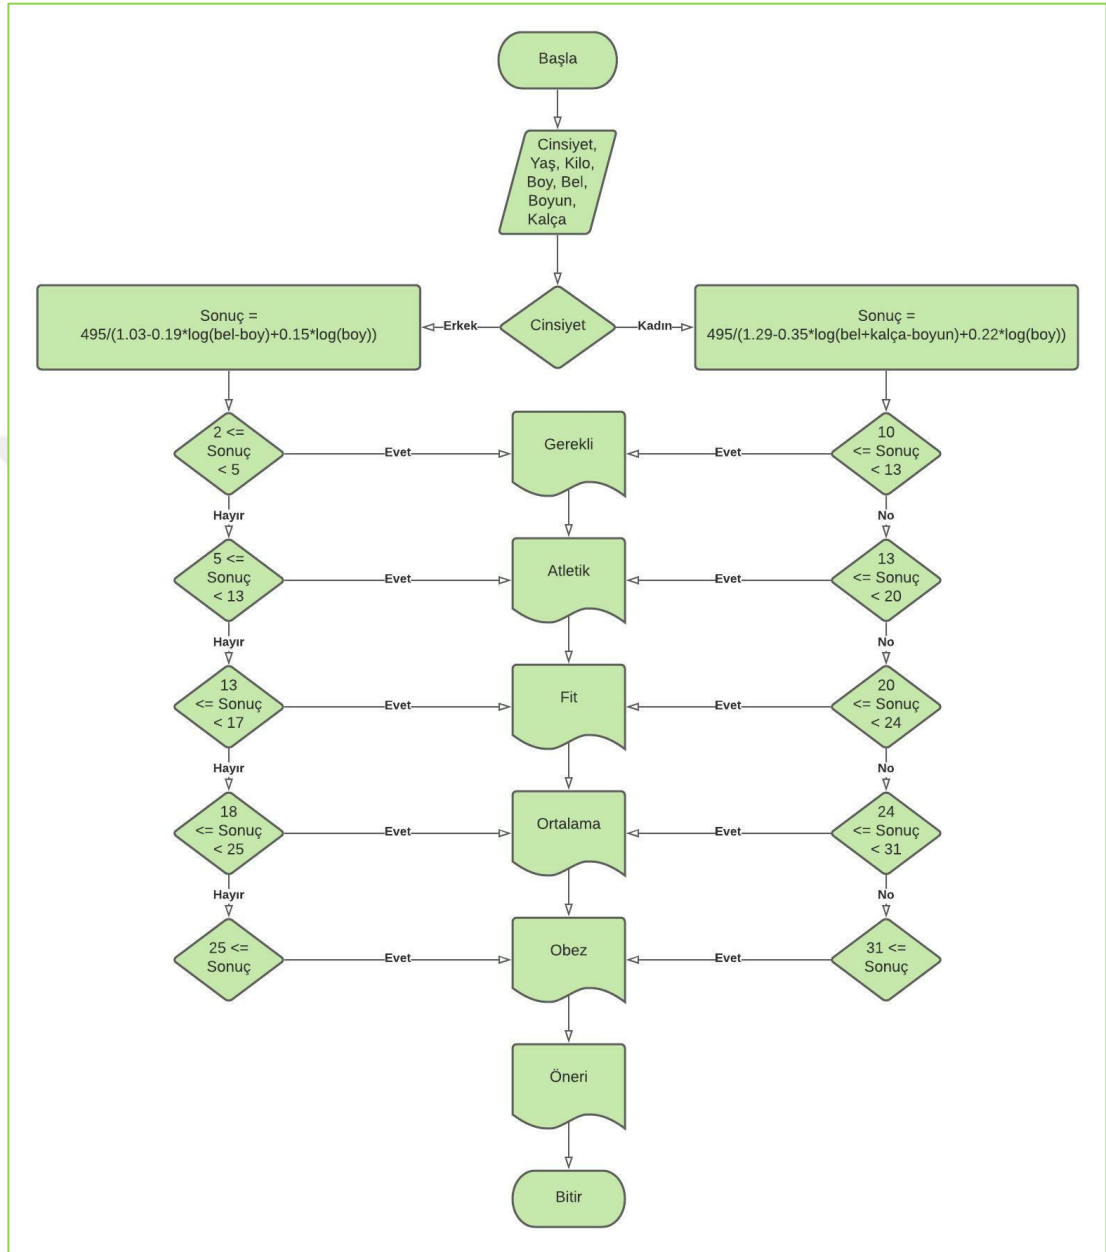 Başla
Cinsiyet,
Yaş, Kilo,
Boy, Bel,
Boyun,
Kalça
Sonuç =
495/(1.03-0.19*log(bel-boy)+0.15*log(boy))
Erkek
Cinsiyet
Kadın
Sonuç =
495/(1.29-0.35*log(bel+kalça-boyun)+0.22*log(boy))
2 <=
Sonuç
< 5
Evet
Gerekli
Evet
10
<= Sonuç
< 13
Hayır
No
5 <=
Sonuç
< 13
Evet
Atletik
Evet
13
<= Sonuç
< 20
Hayır
No
13
<= Sonuç
< 17
Evet
Fit
Evet
20
<= Sonuç
< 24
Hayır
No
18
<= Sonuç
< 25
Evet
Ortalama
Evet
24
<= Sonuç
< 31
Hayır
No
25 <=
Sonuç
Evet
Obez
Evet
31 <=
Sonuç
Öneri
Bitir